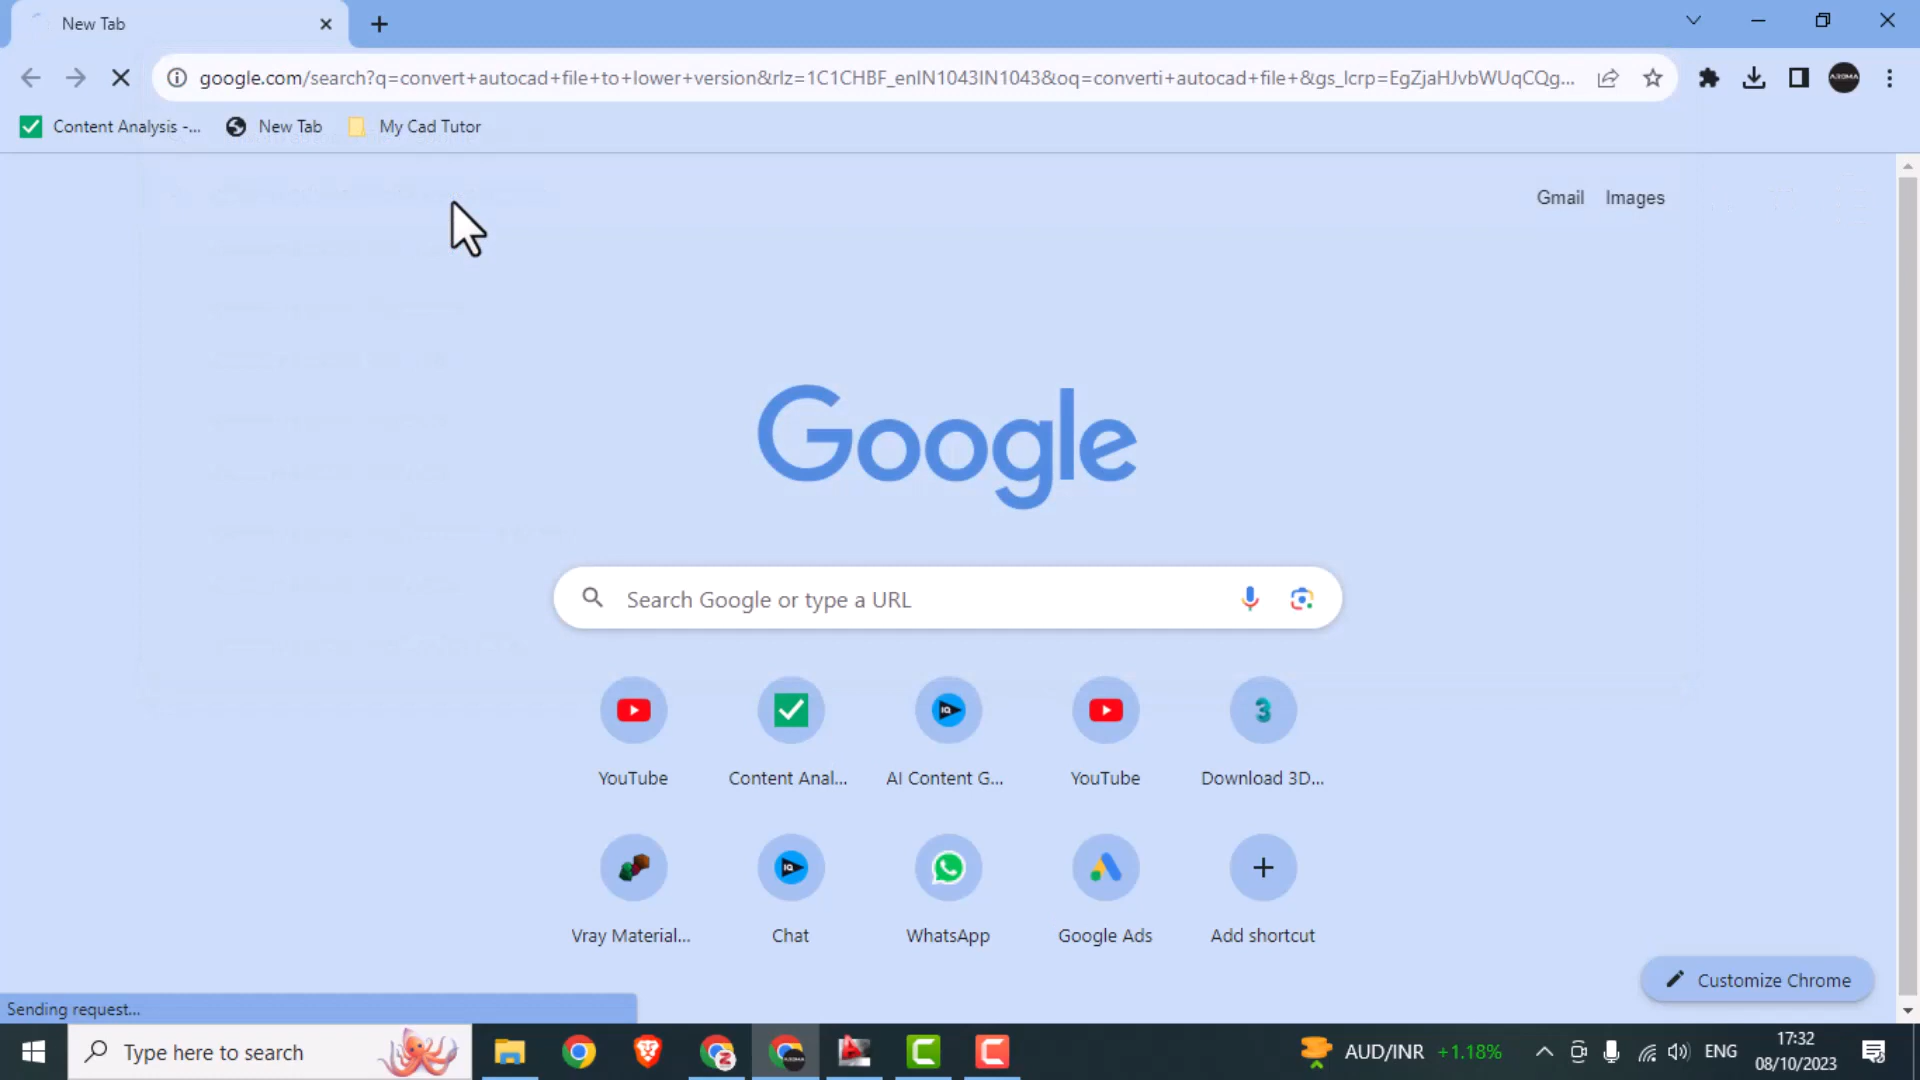 New Tab
google.com/search?q=convert+autocad+file+to+lower+version&rlz=1C1CHBF_enIN1043IN1043&oq=converti+autocad+file+&gs_lcrp=EgZjaHJvbWUqCQg...
AROMA
Content Analysis -...
New Tab
My Cad Tutor
Gmail
Images
Google
Search Google or type a URL
YouTube
Content Anal...
AI Content G...
YouTube
Download 3D...
Vray Material...
Chat
WhatsApp
Google Ads
Add shortcut
Customize Chrome
Sending request...
Type here to search
AUD/INR +1.18%
ENG
17:32
08/10/2023